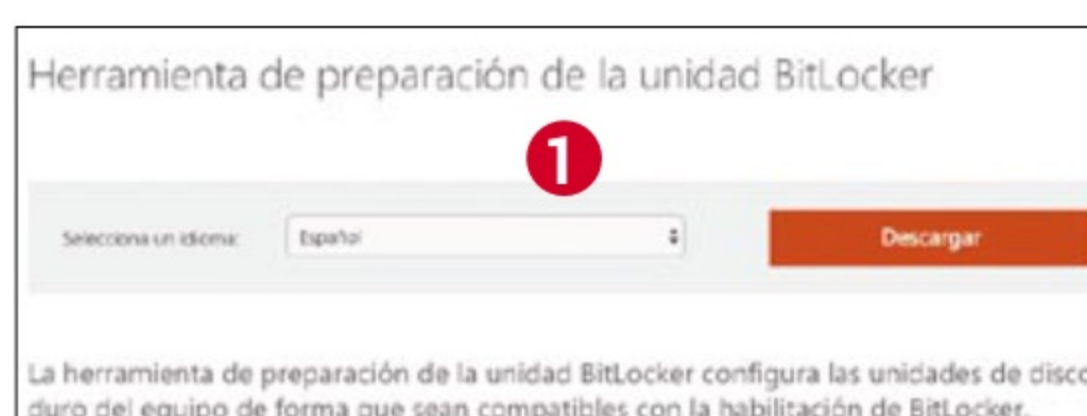 Herramienta de preparación de la unidad BitLocker
1
Selecciona un idioma: Español Descargar
La herramienta de preparación de la unidad BitLocker configura las unidades de disco
duro del equipo de forma que sean compatibles con la habilitación de BitLocker.